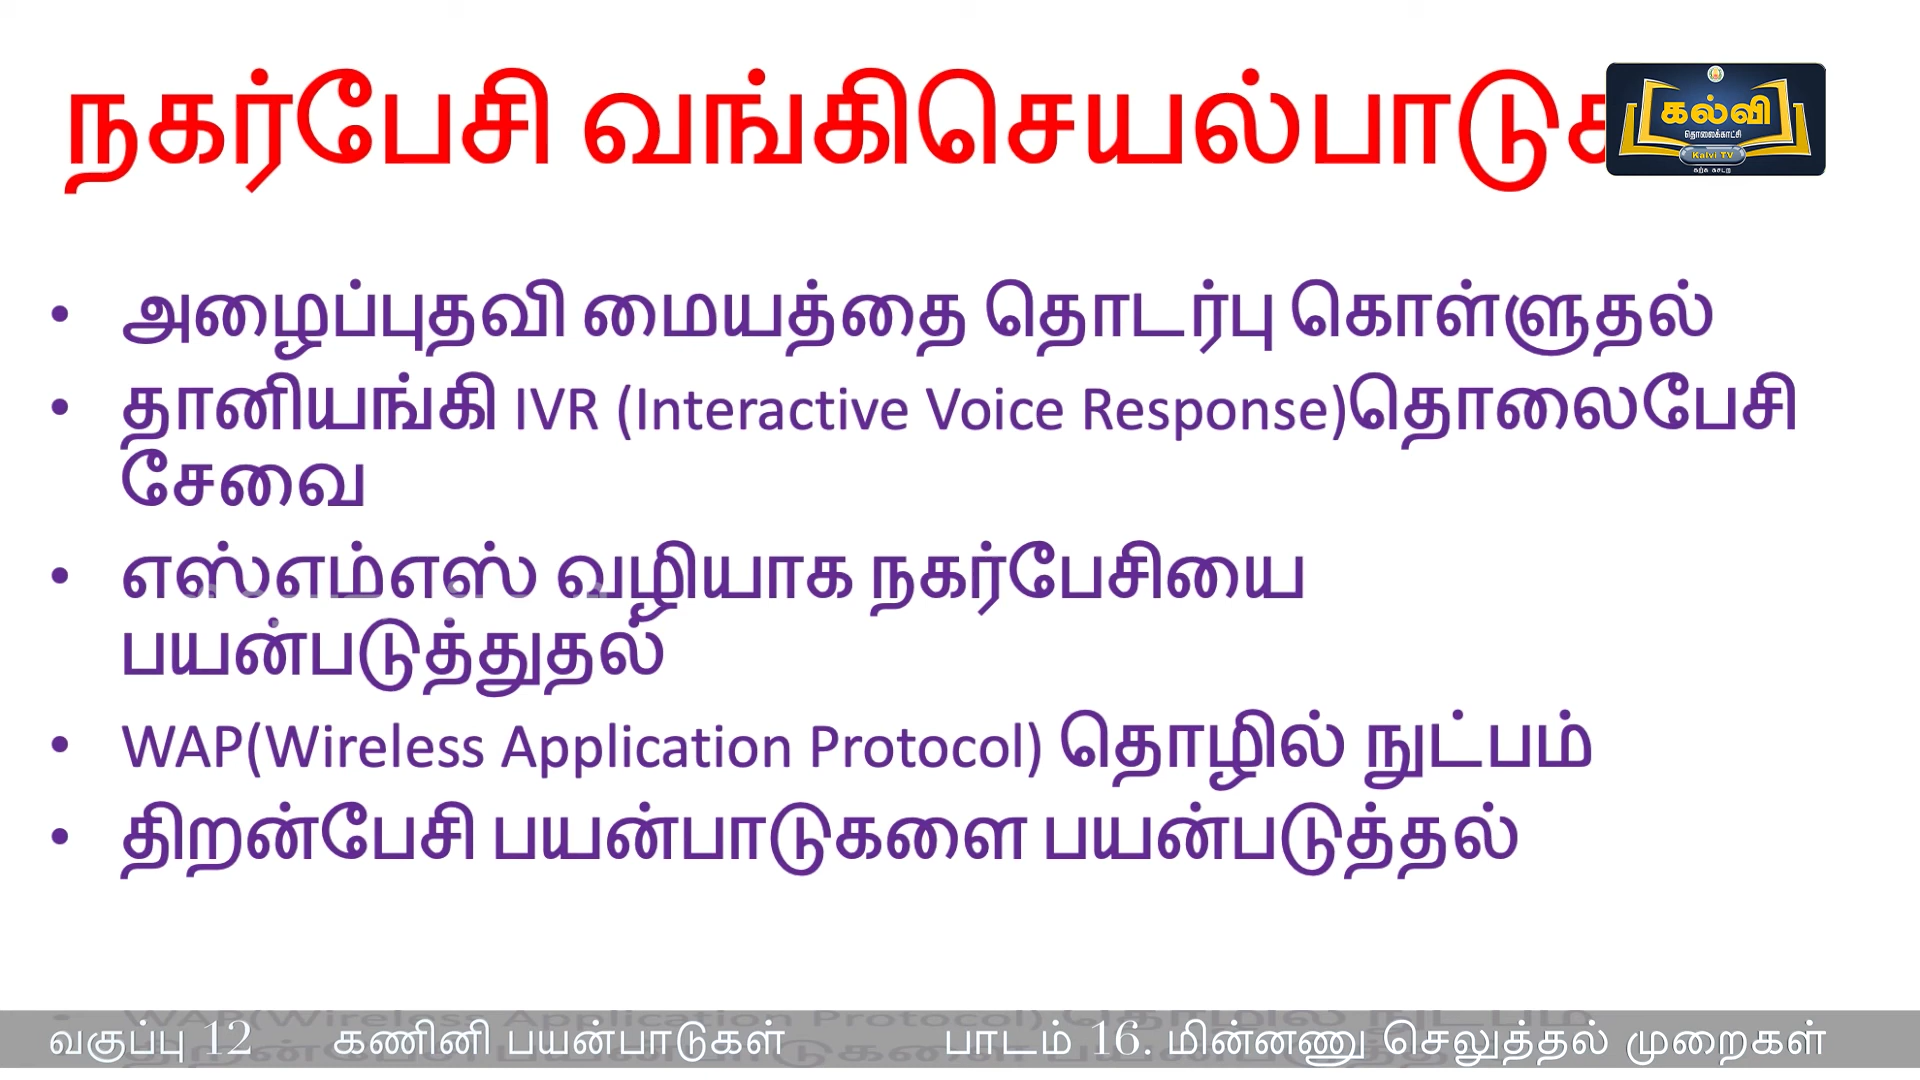 நகர்பேசி வங்கிசெயல்பாடுக
கல்வி
தொலைக்காட்சி
Kalvi TV
கற்க கசடற
• அழைப்புதவி மையத்தை தொடர்பு கொள்ளுதல்
• தானியங்கி IVR (Interactive Voice Response)தொலைபேசி
சேவை
• எஸ்எம்எஸ் வழியாக நகர்பேசியை
பயன்படுத்துதல்
• WAP(Wireless Application Protocol) தொழில் நுட்பம்
• திறன்பேசி பயன்பாடுகளை பயன்படுத்தல்
வகுப்பு 12 கணினி பயன்பாடுகள் பாடம் 16. மின்னணு செலுத்தல் முறைகள்